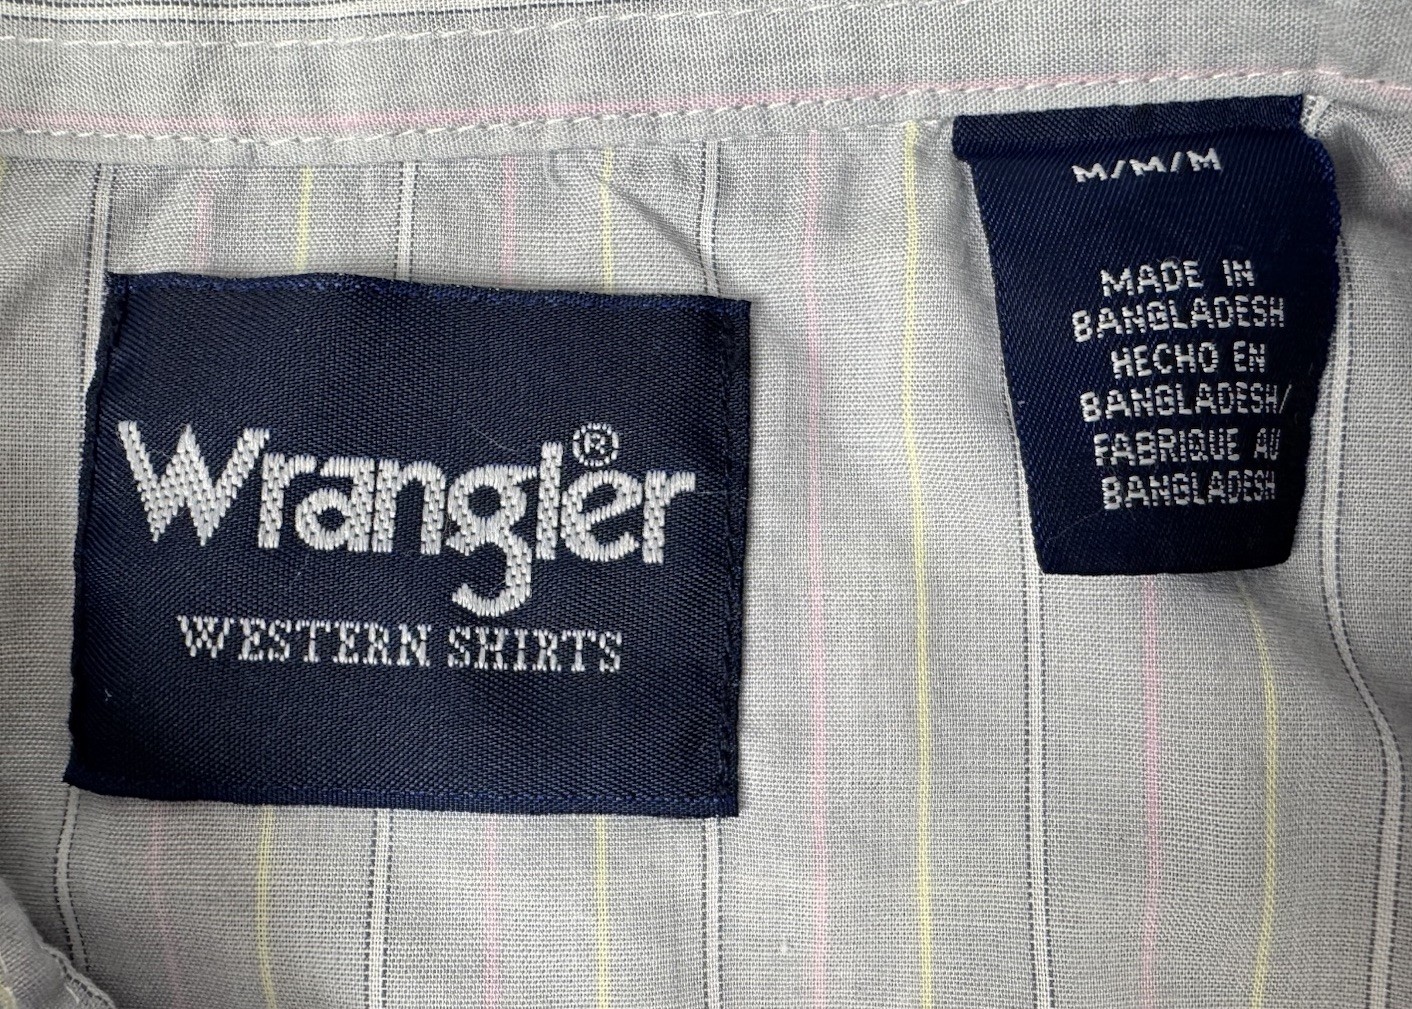 Wrangler®
WESTERN SHIRTS
M/M/M
MADE IN
BANGLADESH
HECHO EN
BANGLADESH/
FABRIQUE AU
BANGLADESH